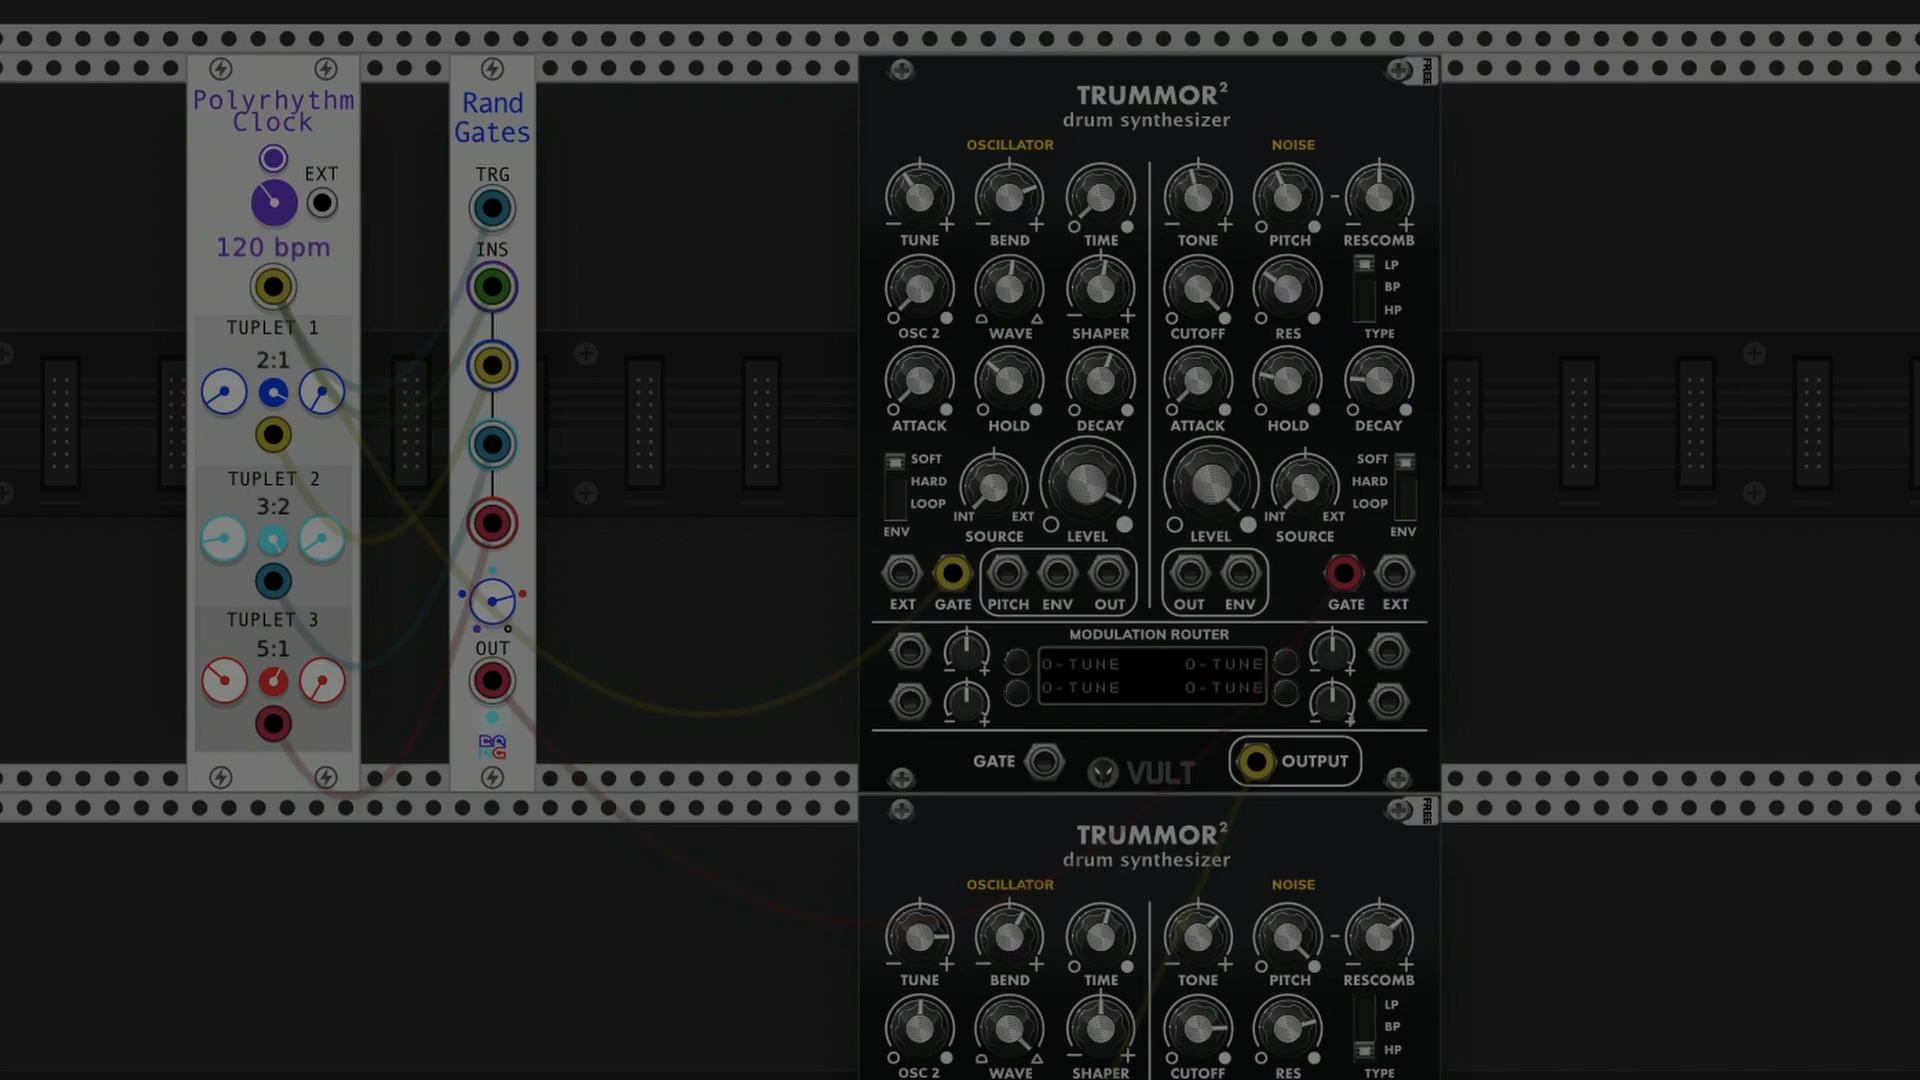 Polyrhythm
Clock
EXT
120 bpm
TUPLET 1
2:1
TUPLET 2
3:2
TUPLET 3
5:1
Rand
Gates
TRG
INS
OUT
FREE
TRUMMOR²
drum synthesizer
OSCILLATOR NOISE
TUNE BEND TIME TONE PITCH RESCOMB
LP
BP
HP
OSC 2 WAVE SHAPER CUTOFF RES TYPE
ATTACK HOLD DECAY ATTACK HOLD DECAY
SOFT SOFT
HARD HARD
LOOP LOOP
INT EXT INT EXT
ENV SOURCE LEVEL LEVEL SOURCE ENV
EXT GATE PITCH ENV OUT OUT ENV GATE EXT
MODULATION ROUTER
0-TUNE 0-TUNE
0-TUNE 0-TUNE
GATE VULT OUTPUT
FREE
TRUMMOR²
drum synthesizer
OSCILLATOR NOISE
TUNE BEND TIME TONE PITCH RESCOMB
LP
BP
HP
OSC 2 WAVE SHAPER CUTOFF RES TYPE